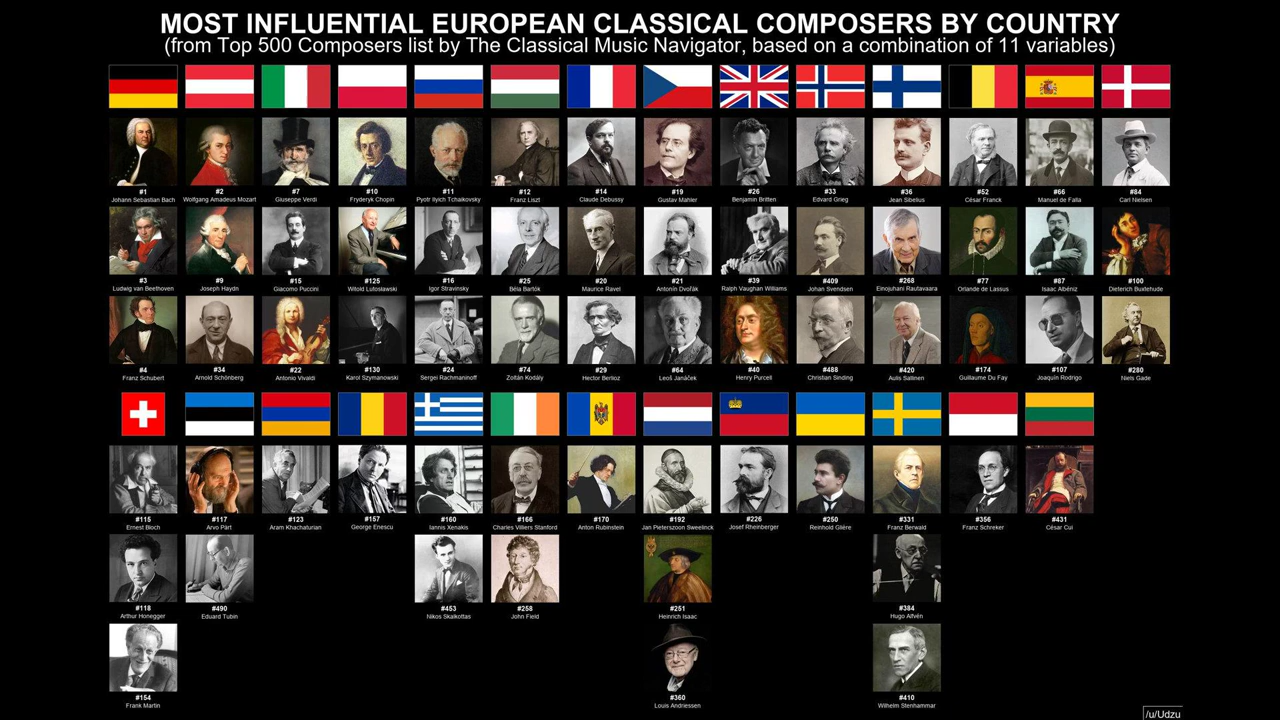 MOST INFLUENTIAL EUROPEAN CLASSICAL COMPOSERS BY COUNTRY
(from Top 500 Composers list by The Classical Music Navigator, based on a combination of 11 variables)
#1 #2 #7 #10 #11 #12 #14 #19 #26 #33 #36 #52 #66 #84
Johann Sebastian Bach Wolfgang Amadeus Mozart Giuseppe Verdi Fryderyk Chopin Pyotr Ilyich Tchaikovsky Franz Liszt Claude Debussy Gustav Mahler Benjamin Britten Edvard Grieg Jean Sibelius César Franck Manuel de Falla Carl Nielsen
#3 #9 #15 #125 #16 #25 #20 #21 #39 #409 #268 #77 #87 #100
Ludwig van Beethoven Joseph Haydn Giacomo Puccini Witold Lutosławski Igor Stravinsky Béla Bartók Maurice Ravel Antonín Dvořák Ralph Vaughan Williams Johan Svendsen Einojuhani Rautavaara Orlande de Lassus Isaac Albéniz Dieterich Buxtehude
#4 #34 #22 #130 #24 #74 #29 #64 #40 #488 #420 #174 #107 #280
Franz Schubert Arnold Schönberg Antonio Vivaldi Karol Szymanowski Sergei Rachmaninoff Zoltán Kodály Hector Berlioz Leoš Janáček Henry Purcell Christian Sinding Aulis Sallinen Guillaume Du Fay Joaquín Rodrigo Niels Gade
#115 #117 #123 #157 #160 #166 #170 #192 #226 #250 #331 #356 #431
Ernest Bloch Arvo Pärt Aram Khachaturian George Enescu Iannis Xenakis Charles Villiers Stanford Anton Rubinstein Jan Pieterszoon Sweelinck Josef Rheinberger Reinhold Glière Franz Berwald Franz Schreker César Cui
#118 #490 #453 #258 #251 #384
Arthur Honegger Eduard Tubin Nikos Skalkottas John Field Heinrich Isaac Hugo Alfvén
#154 #360 #410
Frank Martin Louis Andriessen Wilhelm Stenhammar
/u/Udzu